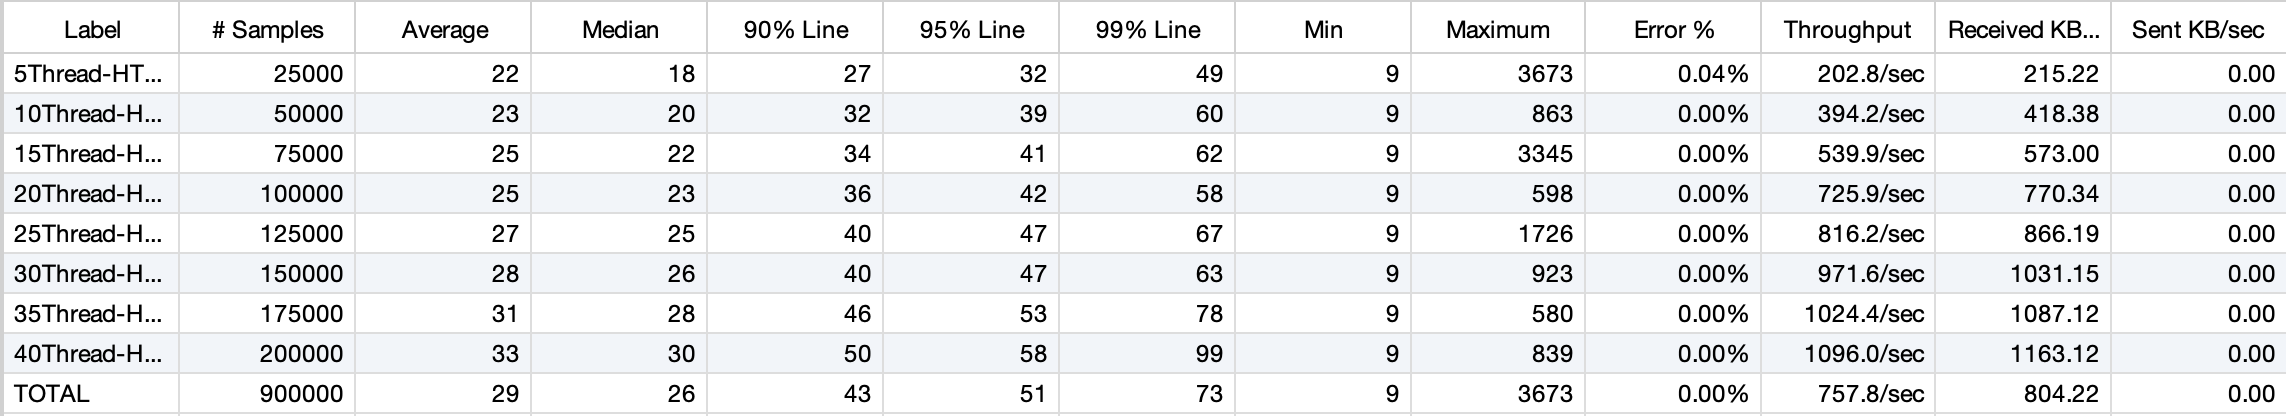 Label # Samples Average Median 90% Line 95% Line 99% Line Min Maximum Error % Throughput Received KB... Sent KB/sec
5Thread-HT... 25000 22 18 27 32 49 9 3673 0.04% 202.8/sec 215.22 0.00
10Thread-H... 50000 23 20 32 39 60 9 863 0.00% 394.2/sec 418.38 0.00
15Thread-H... 75000 25 22 34 41 62 9 3345 0.00% 539.9/sec 573.00 0.00
20Thread-H... 100000 25 23 36 42 58 9 598 0.00% 725.9/sec 770.34 0.00
25Thread-H... 125000 27 25 40 47 67 9 1726 0.00% 816.2/sec 866.19 0.00
30Thread-H... 150000 28 26 40 47 63 9 923 0.00% 971.6/sec 1031.15 0.00
35Thread-H... 175000 31 28 46 53 78 9 580 0.00% 1024.4/sec 1087.12 0.00
40Thread-H... 200000 33 30 50 58 99 9 839 0.00% 1096.0/sec 1163.12 0.00
TOTAL 900000 29 26 43 51 73 9 3673 0.00% 757.8/sec 804.22 0.00